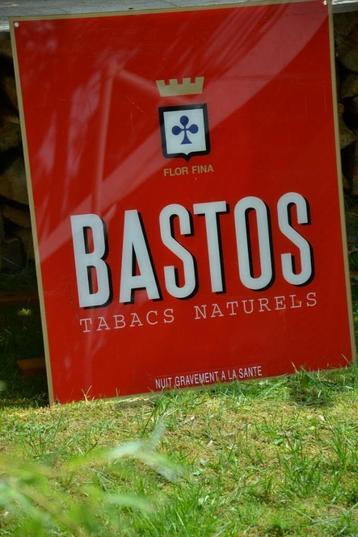 FLOR FINA
BASTOS
TABACS NATURELS
NUIT GRAVEMENT A LA SANTE